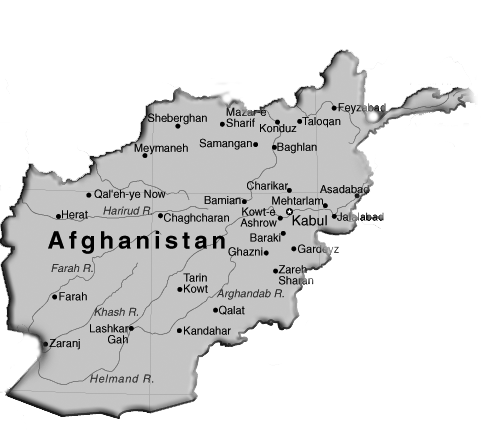 Feyzabad
Mazar-e
Sheberghan
Sharif
Konduz
Taloqan
Samangan
Baghlan
Meymaneh
Charikar
Asadabad
Qal'eh-ye Now
Bamian
Mehtarlam
Herat
Harirud R.
Chaghcharan
Kowt-e
Ashrow
Kabul
Jalalabad
Afghanistan
Baraki
Ghazni
Gardeyz
Farah R.
Zareh
Sharan
Tarin
Kowt
Farah
Arghandab R.
Khash R.
Qalat
Lashkar
Gah
Kandahar
Zaranj
Helmand R.